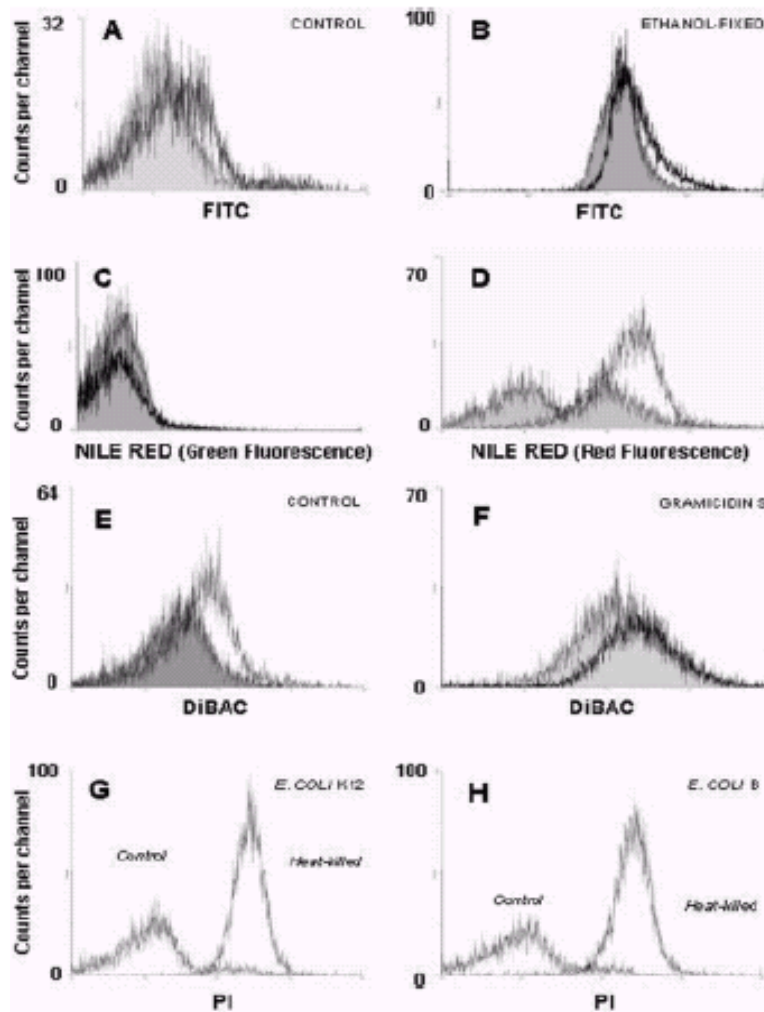 32
A
CONTROL
Counts per channel
0
FITC
100
B
ETHANOL-FIXED
0
FITC
100
C
Counts per channel
0
NILE RED (Green Fluorescence)
70
D
0
NILE RED (Red Fluorescence)
64
E
CONTROL
Counts per channel
0
DiBAC
70
F
GRAMICIDIN S
0
DiBAC
100
G
E. COLI K12
Control
Heat-killed
Counts per channel
0
PI
100
H
E. COLI B
Control
Heat-killed
0
PI